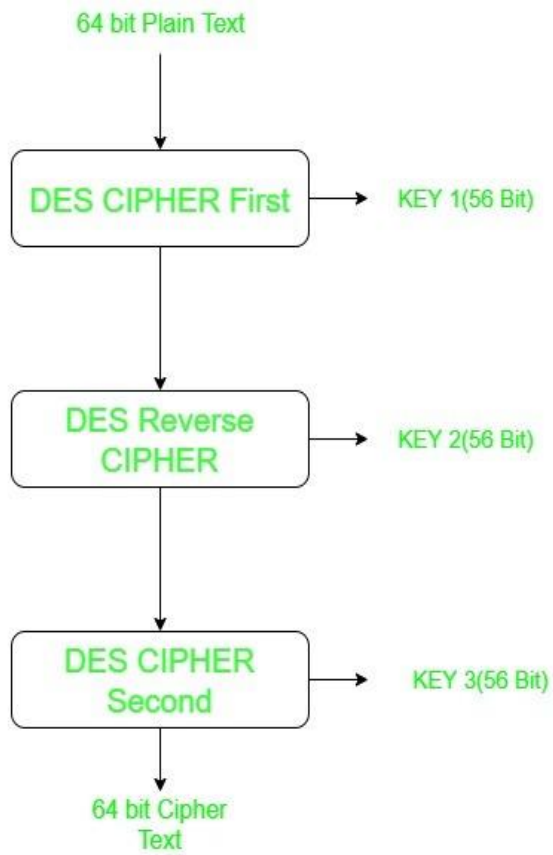 64 bit Plain Text
DES CIPHER First
KEY 1(56 Bit)
DES Reverse
CIPHER
KEY 2(56 Bit)
DES CIPHER
Second
KEY 3(56 Bit)
64 bit Cipher
Text